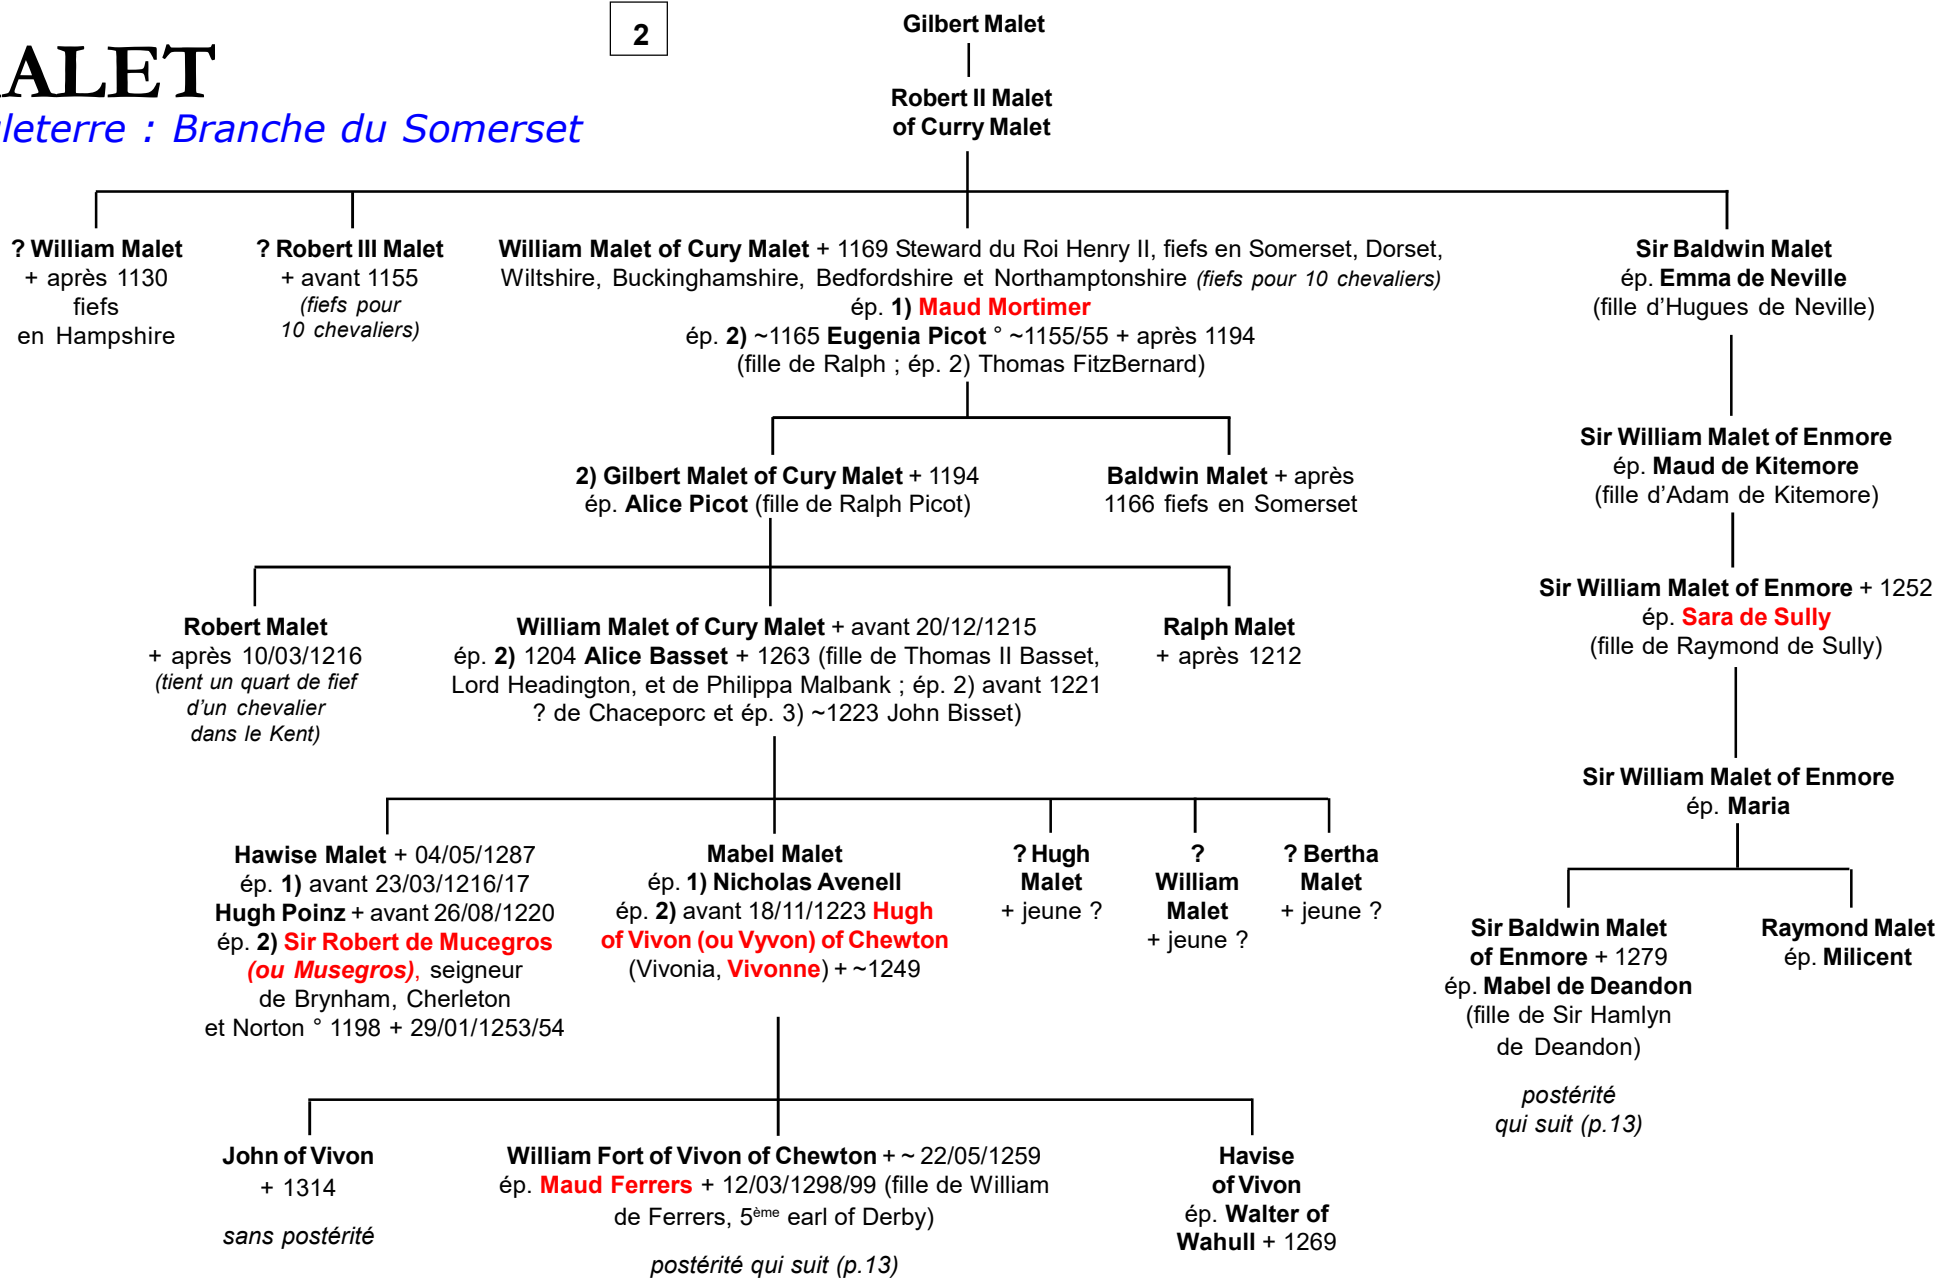 2
ALET
leterre : Branche du Somerset
Gilbert Malet
Robert II Malet
of Curry Malet
? William Malet
+ après 1130
fiefs
en Hampshire
? Robert III Malet
+ avant 1155
(fiefs pour
10 chevaliers)
William Malet of Cury Malet + 1169 Steward du Roi Henry II, fiefs en Somerset, Dorset,
Wiltshire, Buckinghamshire, Bedfordshire et Northamptonshire (fiefs pour 10 chevaliers)
ép. 1) Maud Mortimer
ép. 2) ~1165 Eugenia Picot ° ~1155/55 + après 1194
(fille de Ralph ; ép. 2) Thomas FitzBernard)
Sir Baldwin Malet
ép. Emma de Neville
(fille d'Hugues de Neville)
2) Gilbert Malet of Cury Malet + 1194
ép. Alice Picot (fille de Ralph Picot)
Baldwin Malet + après
1166 fiefs en Somerset
Sir William Malet of Enmore
ép. Maud de Kitemore
(fille d'Adam de Kitemore)
Robert Malet
+ après 10/03/1216
(tient un quart de fief
d'un chevalier
dans le Kent)
William Malet of Cury Malet + avant 20/12/1215
ép. 2) 1204 Alice Basset + 1263 (fille de Thomas II Basset,
Lord Headington, et de Philippa Malbank ; ép. 2) avant 1221
? de Chaceporc et ép. 3) ~1223 John Bisset)
Ralph Malet
+ après 1212
Sir William Malet of Enmore + 1252
ép. Sara de Sully
(fille de Raymond de Sully)
Sir William Malet of Enmore
ép. Maria
Hawise Malet + 04/05/1287
ép. 1) avant 23/03/1216/17
Hugh Poinz + avant 26/08/1220
ép. 2) Sir Robert de Mucegros
(ou Musegros), seigneur
de Brynham, Cherleton
et Norton ° 1198 + 29/01/1253/54
Mabel Malet
ép. 1) Nicholas Avenell
ép. 2) avant 18/11/1223 Hugh
of Vivon (ou Vyvon) of Chewton
(Vivonia, Vivonne) + ~1249
? Hugh
Malet
+ jeune ?
?
William
Malet
+ jeune ?
? Bertha
Malet
+ jeune ?
Sir Baldwin Malet
of Enmore + 1279
ép. Mabel de Deandon
(fille de Sir Hamlyn
de Deandon)
postérité
qui suit (p.13)
Raymond Malet
ép. Milicent
John of Vivon
+ 1314
sans postérité
William Fort of Vivon of Chewton + ~ 22/05/1259
ép. Maud Ferrers + 12/03/1298/99 (fille de William
de Ferrers, 5ème earl of Derby)
postérité qui suit (p.13)
Havise
of Vivon
ép. Walter of
Wahull + 1269